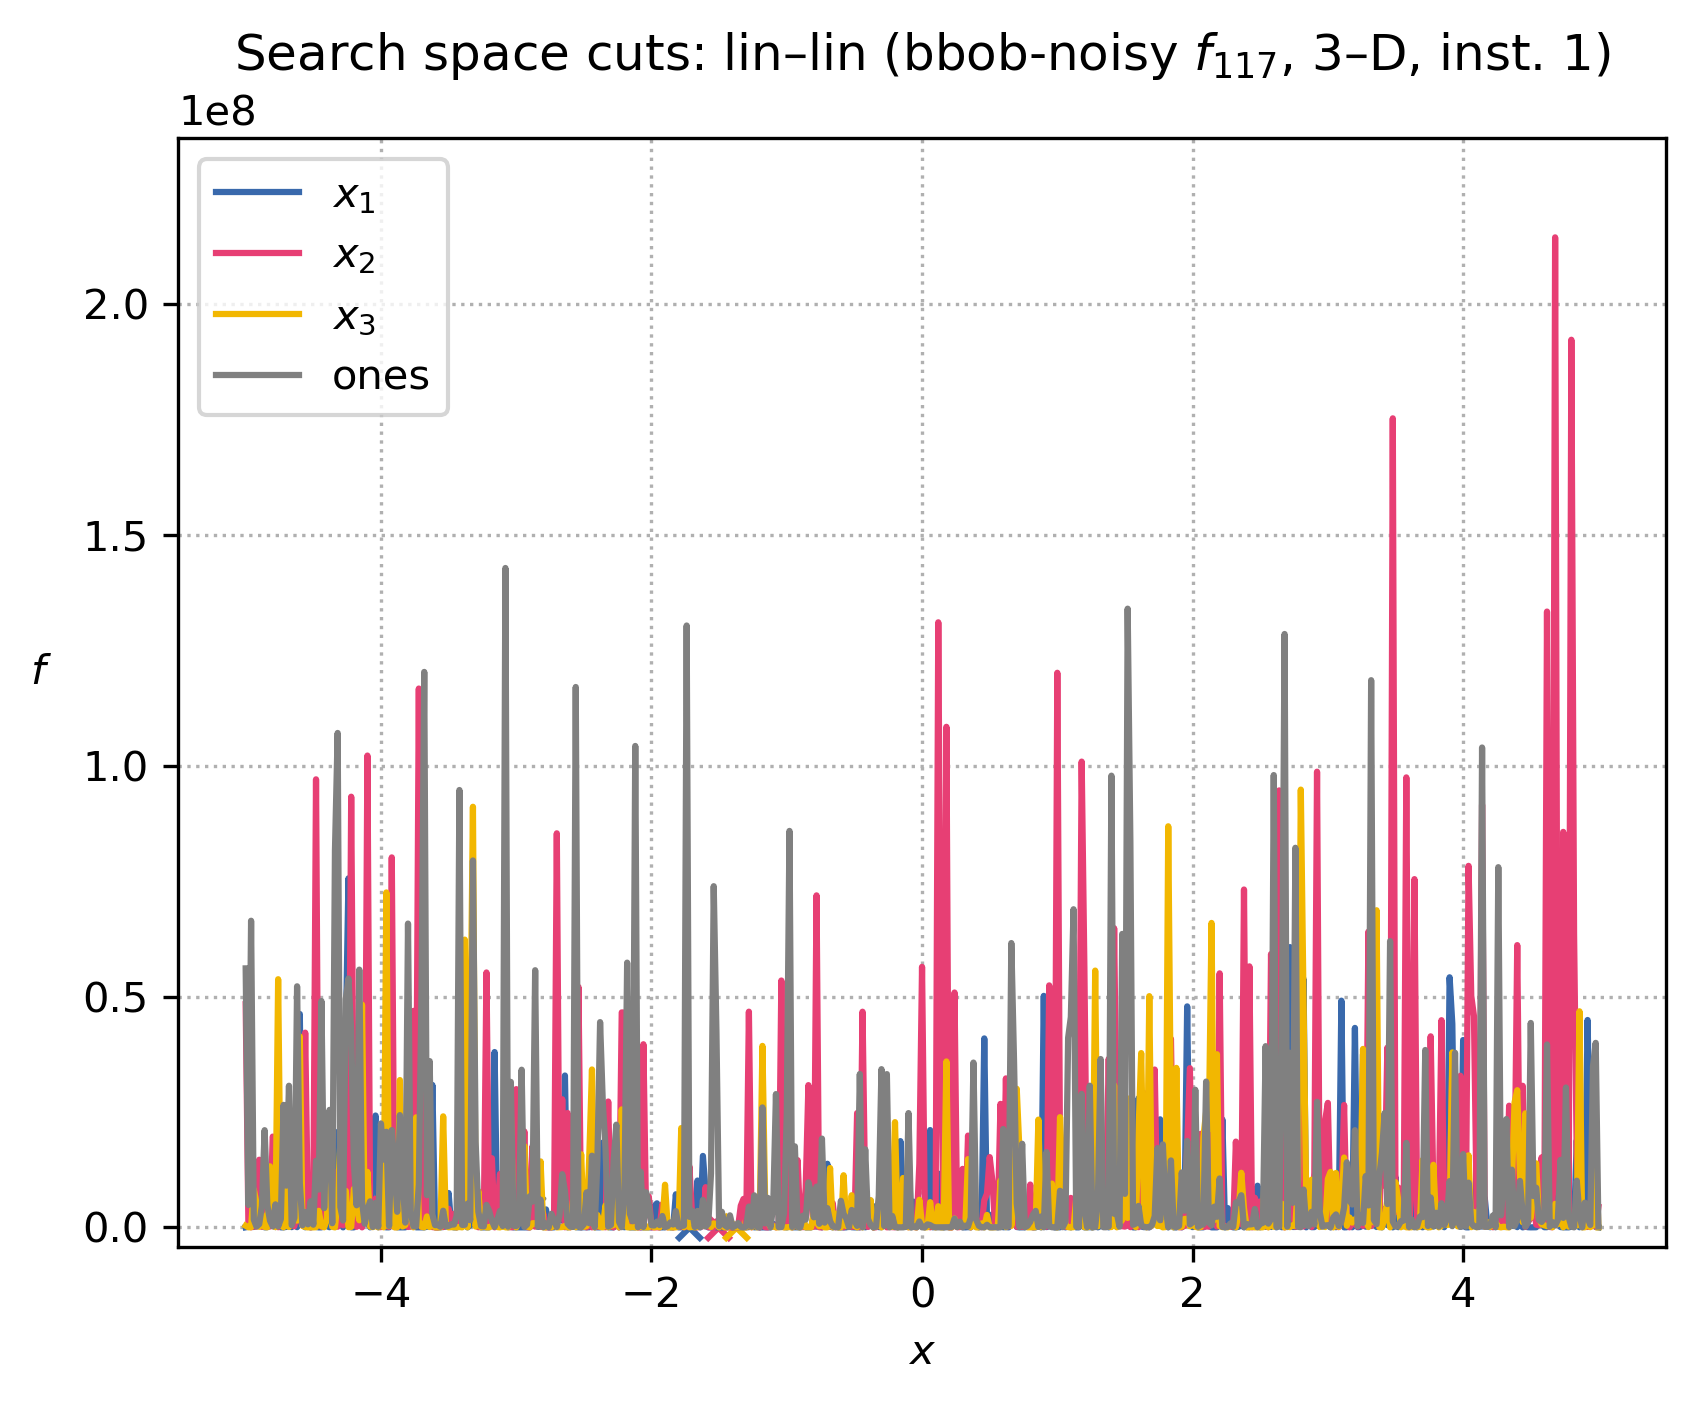 Search space cuts: lin–lin (bbob-noisy f₁₁₇, 3–D, inst. 1)
1e8
x₁
x₂
x₃
ones
2.0
1.5
1.0
0.5
0.0
f
−4 −2 0 2 4
x